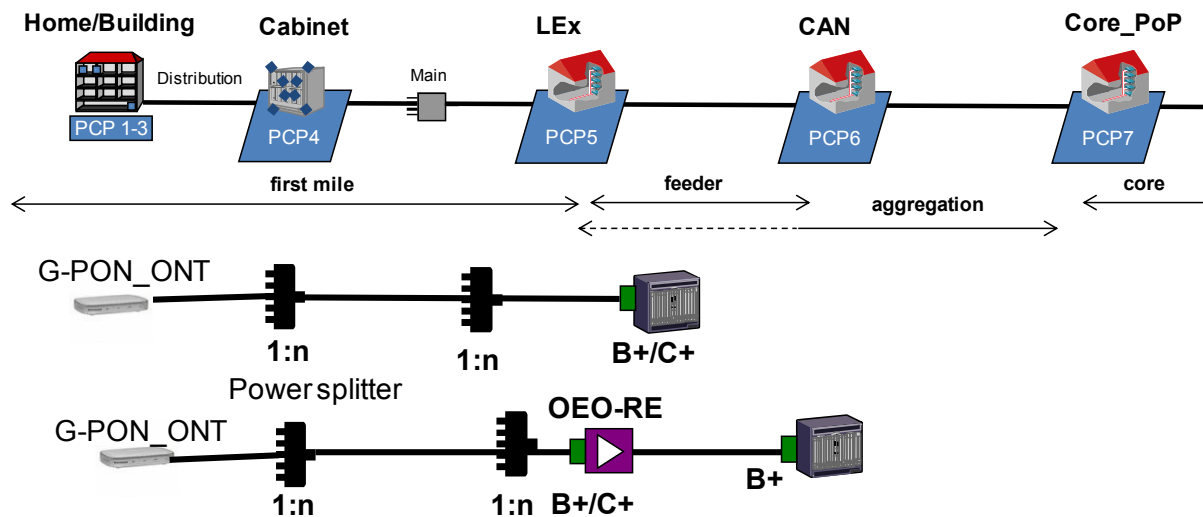 Home/Building
Cabinet
LEx
CAN
Core_PoP
Distribution
Main
PCP 1-3
PCP4
PCP5
PCP6
PCP7
first mile
feeder
core
aggregation
G-PON_ONT
1:n
1:n
B+/C+
Power splitter
G-PON_ONT
OEO-RE
1:n
1:n
B+/C+
B+